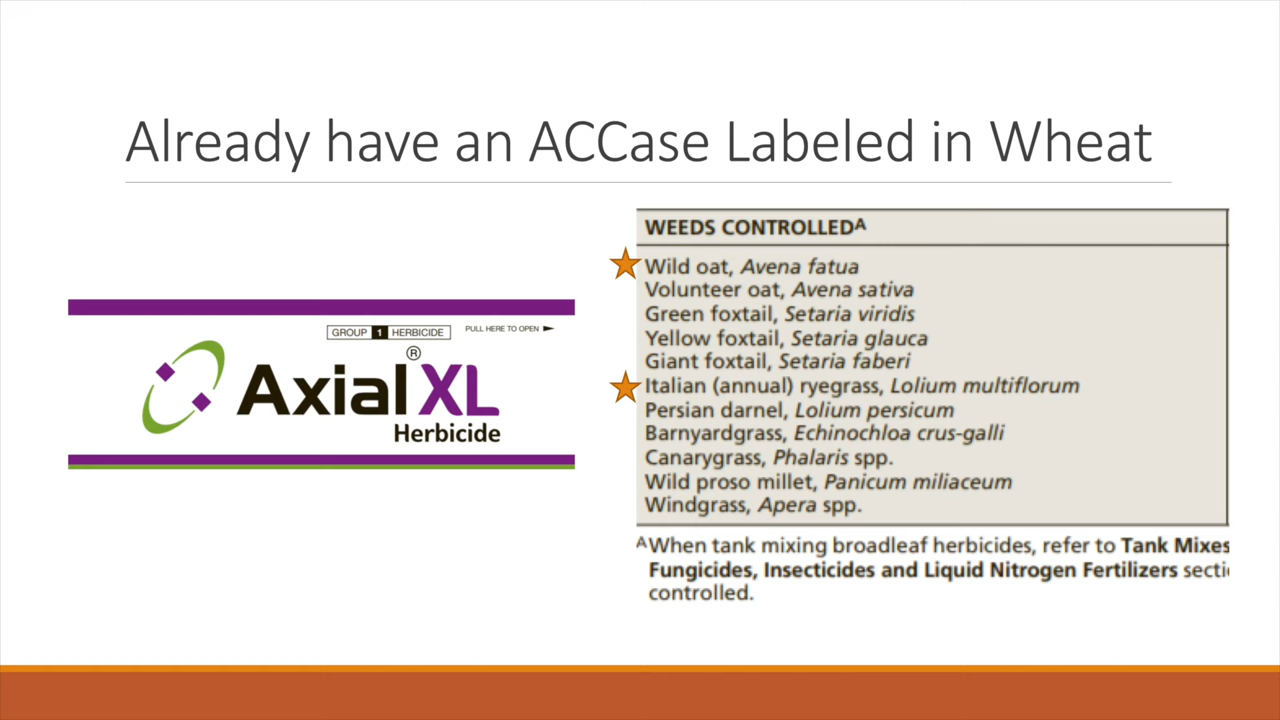 Already have an ACCase Labeled in Wheat
GROUP 1 HERBICIDE
PULL HERE TO OPEN
Axial® XL
Herbicide
WEEDS CONTROLLEDA
Wild oat, Avena fatua
Volunteer oat, Avena sativa
Green foxtail, Setaria viridis
Yellow foxtail, Setaria glauca
Giant foxtail, Setaria faberi
Italian (annual) ryegrass, Lolium multiflorum
Persian darnel, Lolium persicum
Barnyardgrass, Echinochloa crus-galli
Canarygrass, Phalaris spp.
Wild proso millet, Panicum miliaceum
Windgrass, Apera spp.
AWhen tank mixing broadleaf herbicides, refer to Tank Mixes
Fungicides, Insecticides and Liquid Nitrogen Fertilizers
controlled.